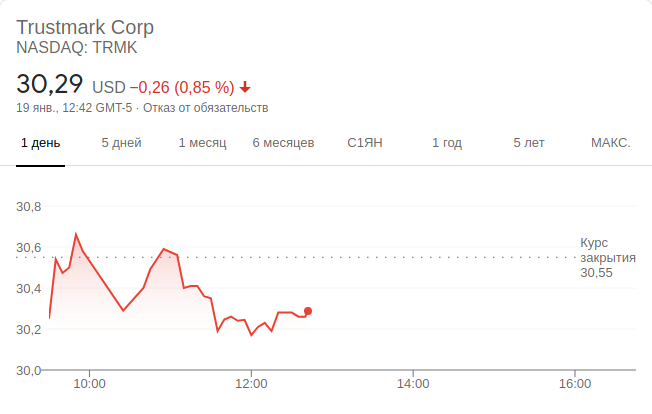 Trustmark Corp
NASDAQ: TRMK
30,29 USD −0,26 (0,85 %)
19 янв., 12:42 GMT-5 · Отказ от обязательств
1 день 5 дней 1 месяц 6 месяцев С1ЯН 1 год 5 лет МАКС.
30,8
30,6
30,4
30,2
30,0
Курс
закрытия
30,55
10:00 12:00 14:00 16:00